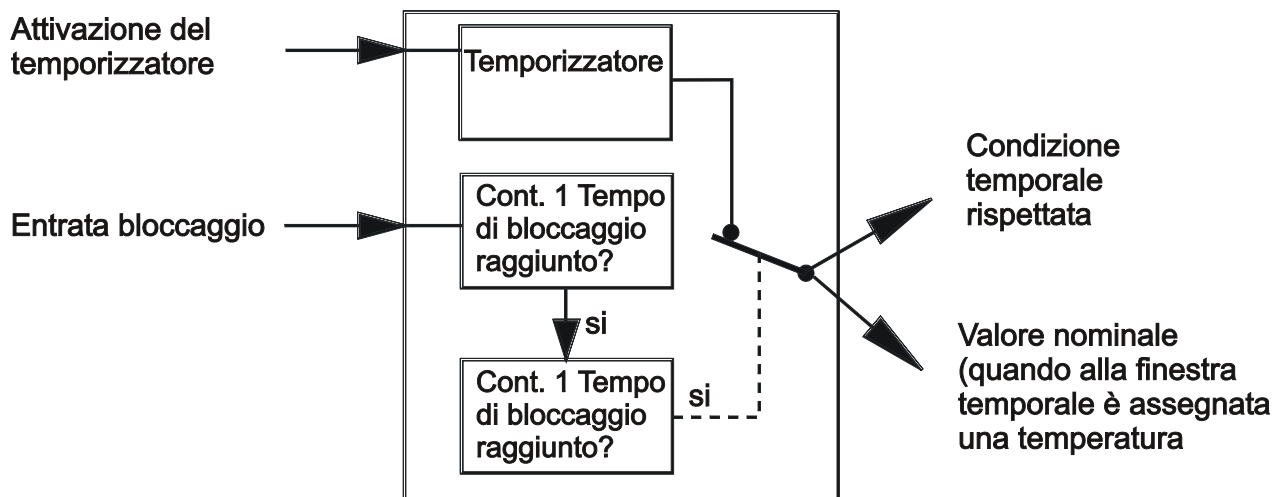 Attivazione del
temporizzatore
Temporizzatore
Condizione
temporale
rispettata
Entrata bloccaggio
Cont. 1 Tempo
di bloccaggio
raggiunto?
si
Cont. 1 Tempo
di bloccaggio
raggiunto?
si
Valore nominale
(quando alla finestra
temporale è assegnata
una temperatura